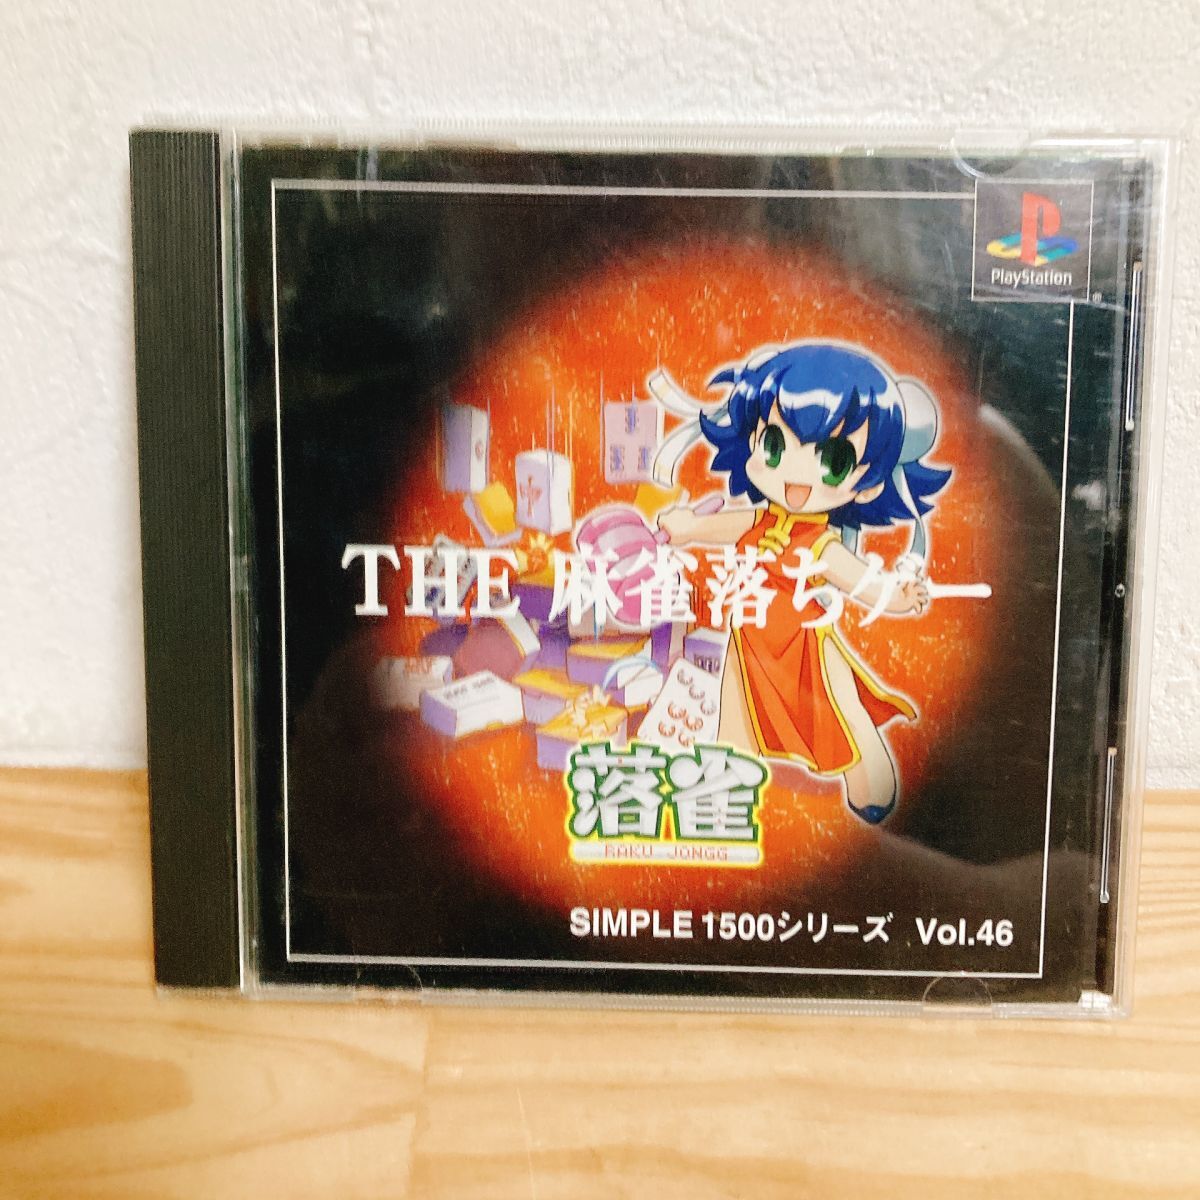 PlayStation
THE 麻雀落ちゲー
落雀
RAKU JONGG
SIMPLE 1500シリーズ Vol.46